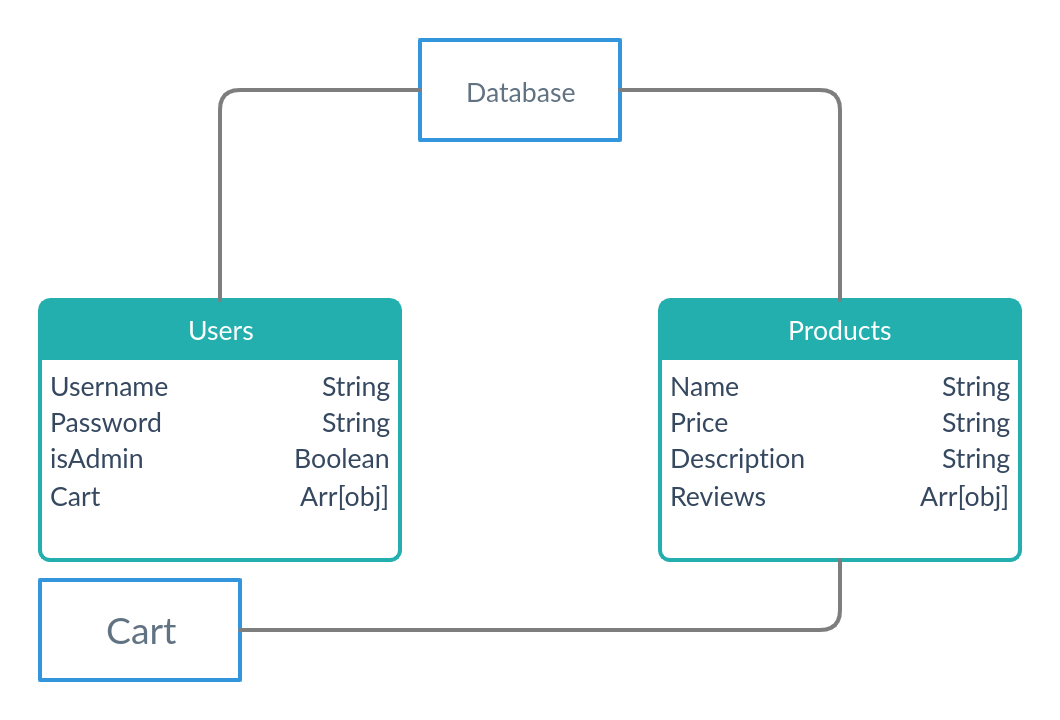 Database
Users
Username String
Password String
isAdmin Boolean
Cart Arr[obj]
Products
Name String
Price String
Description String
Reviews Arr[obj]
Cart